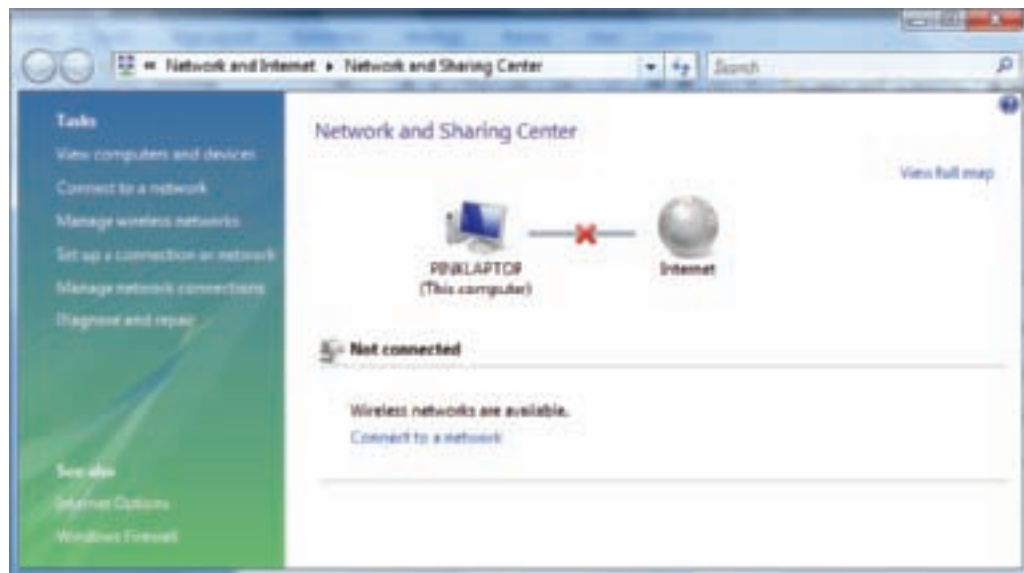 « Network and Internet ▸ Network and Sharing Center
Search
Tasks
View computers and devices
Connect to a network
Manage wireless networks
Set up a connection or network
Manage network connections
Diagnose and repair
See also
Internet Options
Windows Firewall
Network and Sharing Center
View full map
PINKLAPTOP
(This computer)
Internet
Not connected
Wireless networks are available.
Connect to a network